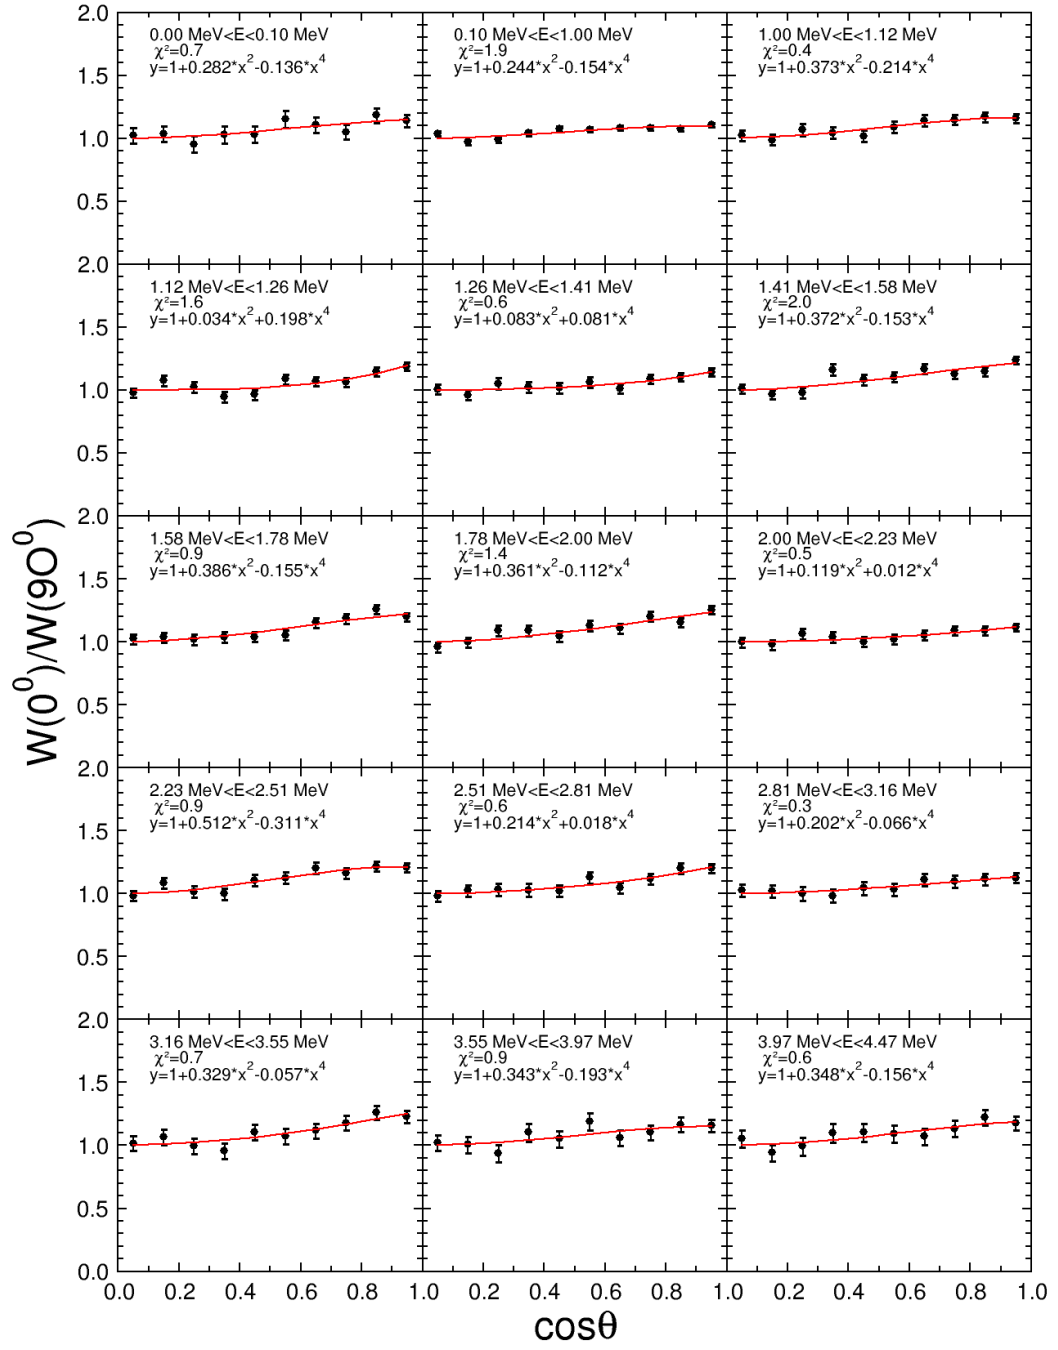 0.00 MeV<E<0.10 MeV
χ²=0.7
y=1+0.282*x²-0.136*x⁴
0.10 MeV<E<1.00 MeV
χ²=1.9
y=1+0.244*x²-0.154*x⁴
1.00 MeV<E<1.12 MeV
χ²=0.4
y=1+0.373*x²-0.214*x⁴
2.0
1.5
1.0
0.5
1.12 MeV<E<1.26 MeV
χ²=1.6
y=1+0.034*x²+0.198*x⁴
1.26 MeV<E<1.41 MeV
χ²=0.6
y=1+0.083*x²+0.081*x⁴
1.41 MeV<E<1.58 MeV
χ²=2.0
y=1+0.372*x²-0.153*x⁴
2.0
1.5
1.0
0.5
1.58 MeV<E<1.78 MeV
χ²=0.9
y=1+0.386*x²-0.155*x⁴
1.78 MeV<E<2.00 MeV
χ²=1.4
y=1+0.361*x²-0.112*x⁴
2.00 MeV<E<2.23 MeV
χ²=0.5
y=1+0.119*x²+0.012*x⁴
2.0
1.5
1.0
0.5
W(0⁰)/W(90⁰)
2.23 MeV<E<2.51 MeV
χ²=0.9
y=1+0.512*x²-0.311*x⁴
2.51 MeV<E<2.81 MeV
χ²=0.6
y=1+0.214*x²+0.018*x⁴
2.81 MeV<E<3.16 MeV
χ²=0.3
y=1+0.202*x²-0.066*x⁴
2.0
1.5
1.0
0.5
3.16 MeV<E<3.55 MeV
χ²=0.7
y=1+0.329*x²-0.057*x⁴
3.55 MeV<E<3.97 MeV
χ²=0.9
y=1+0.343*x²-0.193*x⁴
3.97 MeV<E<4.47 MeV
χ²=0.6
y=1+0.348*x²-0.156*x⁴
2.0
1.5
1.0
0.5
0.0
0.0 0.2 0.4 0.6 0.8 1.0 0.2 0.4 0.6 0.8 1.0 0.2 0.4 0.6 0.8 1.0
cosθ